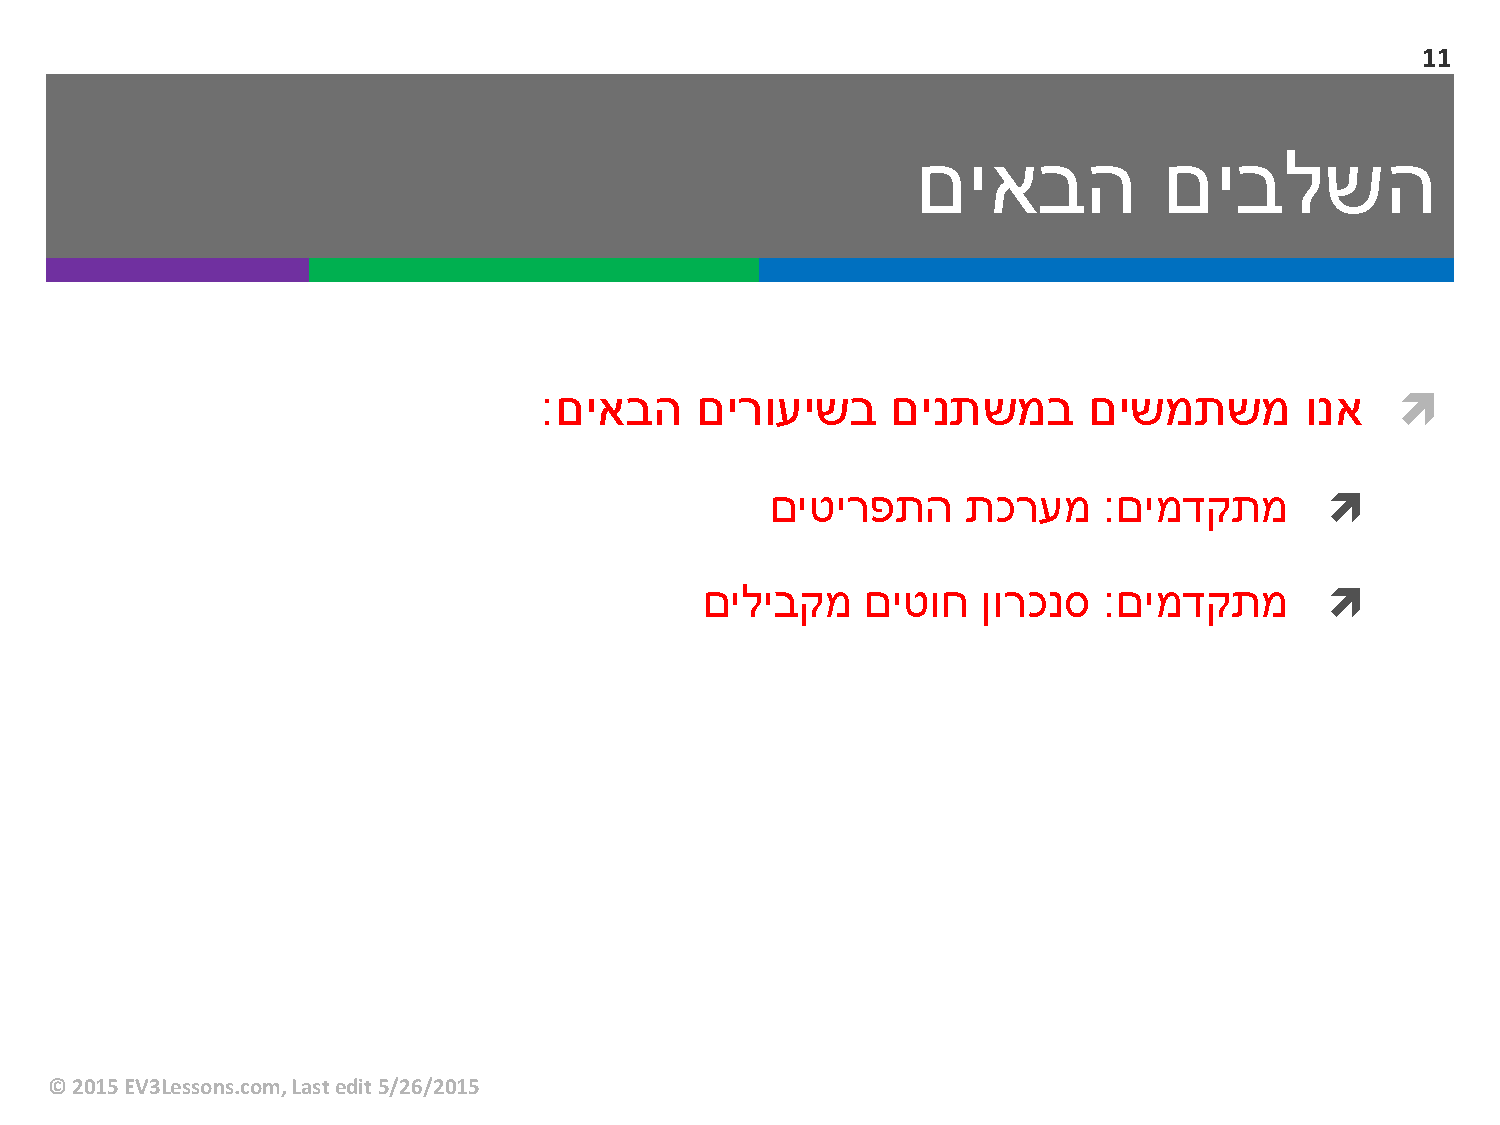 11
השלבים הבאים
אנו משתמשים במשתנים בשיעורים הבאים:
מתקדמים: מערכת התפריטים
מתקדמים: סנכרון חוטים מקבילים
© 2015 EV3Lessons.com, Last edit 5/26/2015